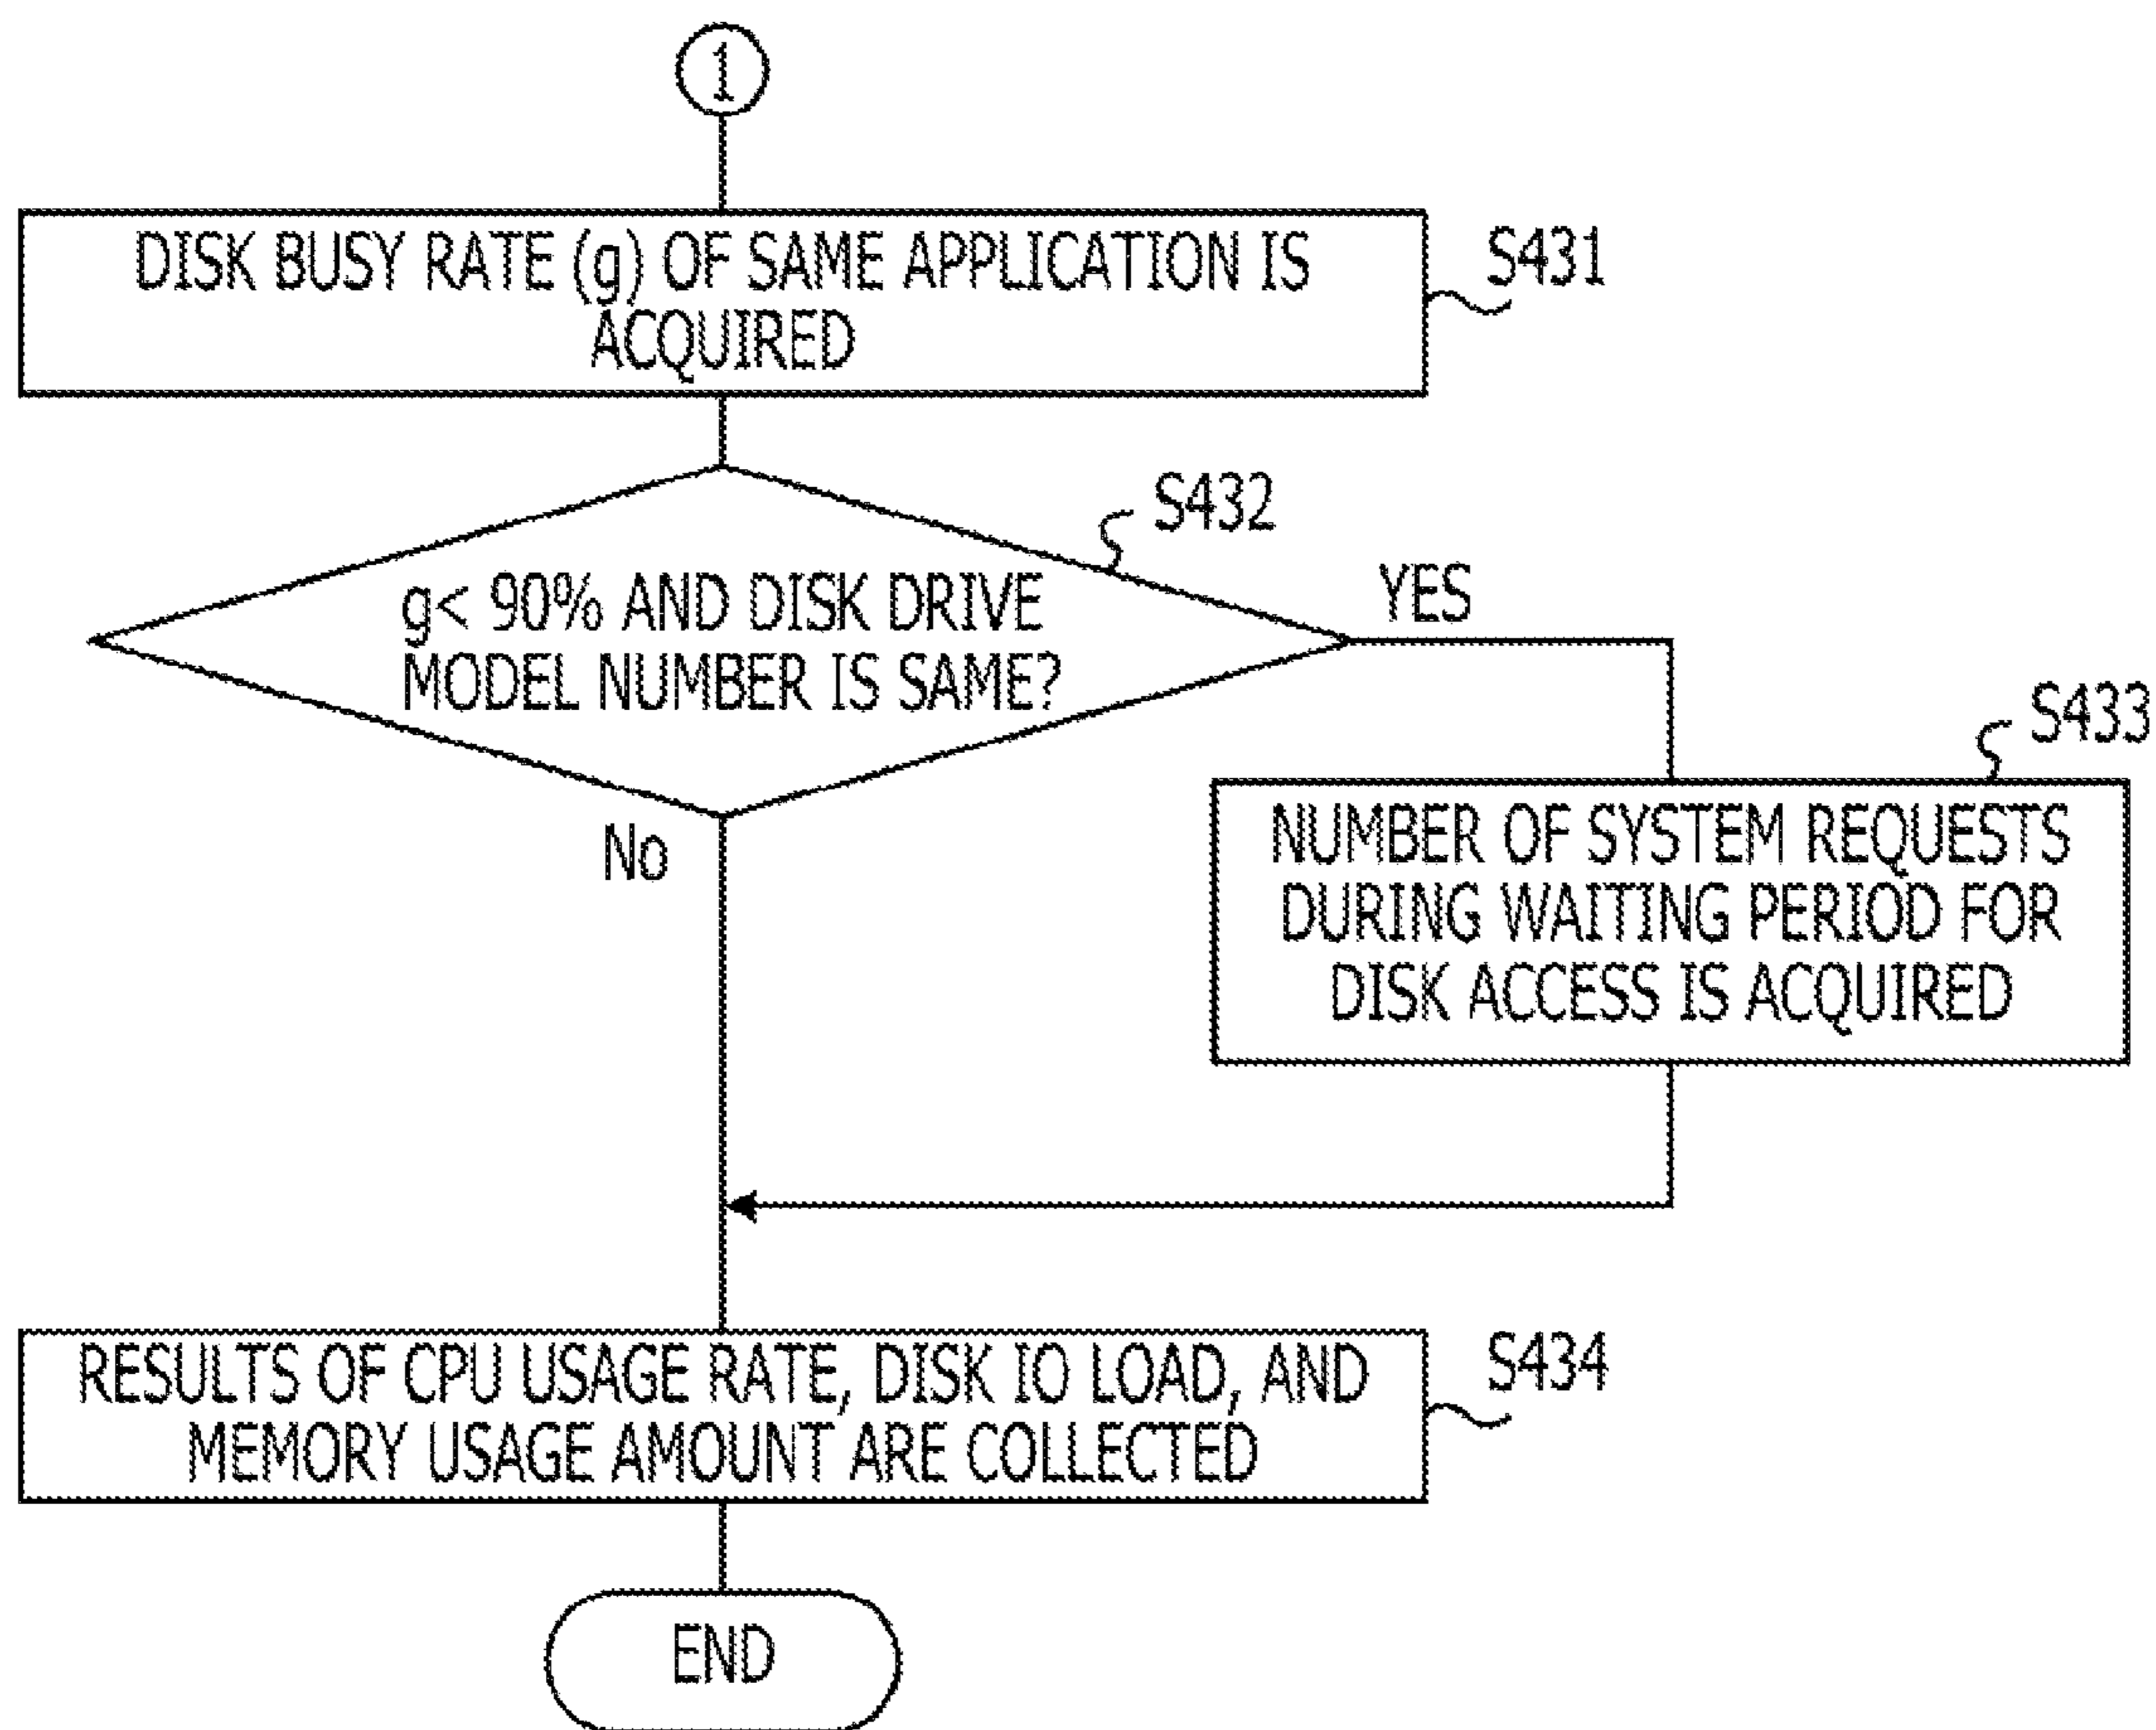 1
DISK BUSY RATE (g) OF SAME APPLICATION IS
ACQUIRED
S431
S432
g< 90% AND DISK DRIVE
MODEL NUMBER IS SAME?
YES
No
S433
NUMBER OF SYSTEM REQUESTS
DURING WAITING PERIOD FOR
DISK ACCESS IS ACQUIRED
RESULTS OF CPU USAGE RATE, DISK IO LOAD, AND
MEMORY USAGE AMOUNT ARE COLLECTED
S434
END